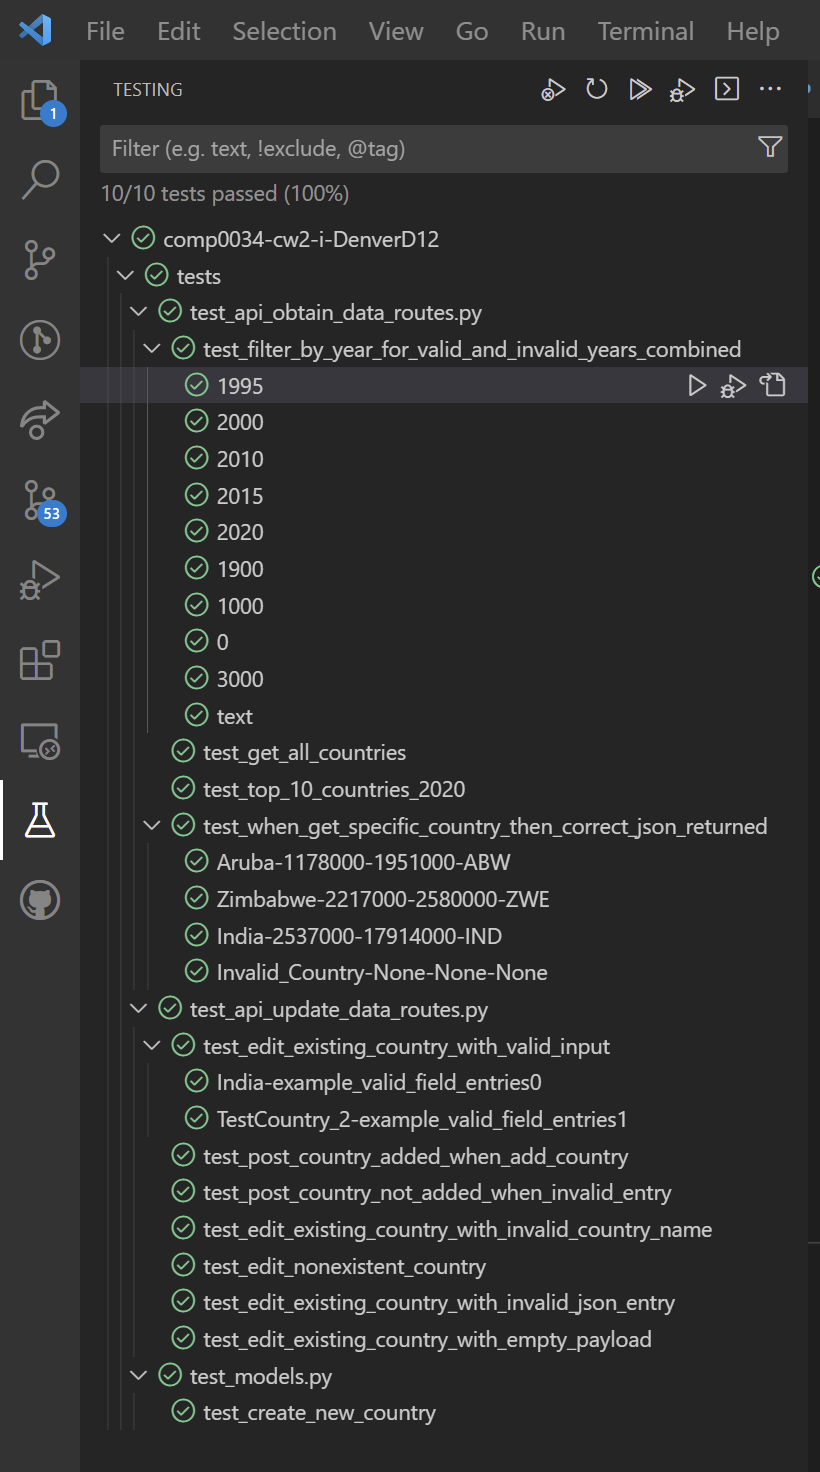 File Edit Selection View Go Run Terminal Help
TESTING
1
Filter (e.g. text, !exclude, @tag)
10/10 tests passed (100%)
comp0034-cw2-i-DenverD12
tests
test_api_obtain_data_routes.py
test_filter_by_year_for_valid_and_invalid_years_combined
1995
2000
2010
2015
53
2020
1900
1000
0
3000
text
test_get_all_countries
test_top_10_countries_2020
test_when_get_specific_country_then_correct_json_returned
Aruba-1178000-1951000-ABW
Zimbabwe-2217000-2580000-ZWE
India-2537000-17914000-IND
Invalid_Country-None-None-None
test_api_update_data_routes.py
test_edit_existing_country_with_valid_input
India-example_valid_field_entries0
TestCountry_2-example_valid_field_entries1
test_post_country_added_when_add_country
test_post_country_not_added_when_invalid_entry
test_edit_existing_country_with_invalid_country_name
test_edit_nonexistent_country
test_edit_existing_country_with_invalid_json_entry
test_edit_existing_country_with_empty_payload
test_models.py
test_create_new_country